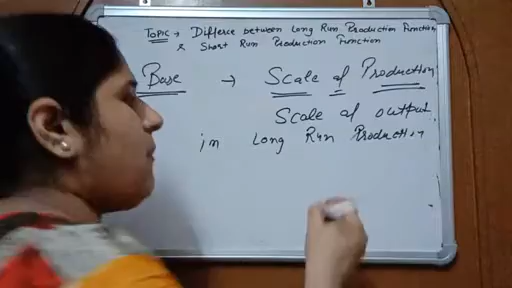 TOPIC → Differce between Long Run Production Function
& Short Run Production Function
Base → Scale of Production
Scale of output
in Long Run Production